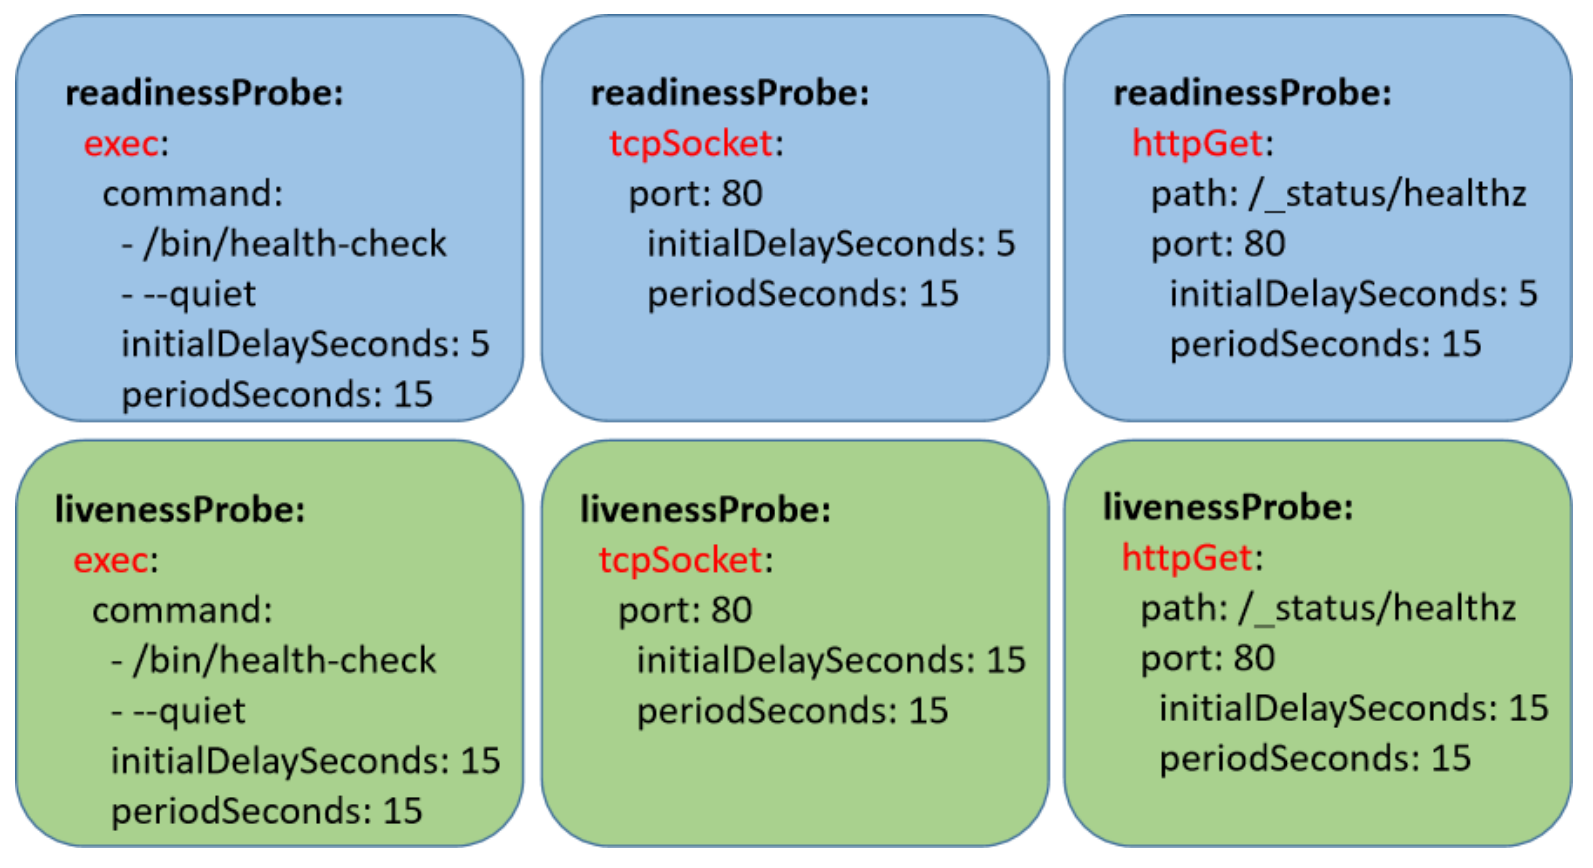 readinessProbe:
exec:
command:
- /bin/health-check
- --quiet
initialDelaySeconds: 5
periodSeconds: 15
readinessProbe:
tcpSocket:
port: 80
initialDelaySeconds: 5
periodSeconds: 15
readinessProbe:
httpGet:
path: /_status/healthz
port: 80
initialDelaySeconds: 5
periodSeconds: 15
livenessProbe:
exec:
command:
- /bin/health-check
- --quiet
initialDelaySeconds: 15
periodSeconds: 15
livenessProbe:
tcpSocket:
port: 80
initialDelaySeconds: 15
periodSeconds: 15
livenessProbe:
httpGet:
path: /_status/healthz
port: 80
initialDelaySeconds: 15
periodSeconds: 15